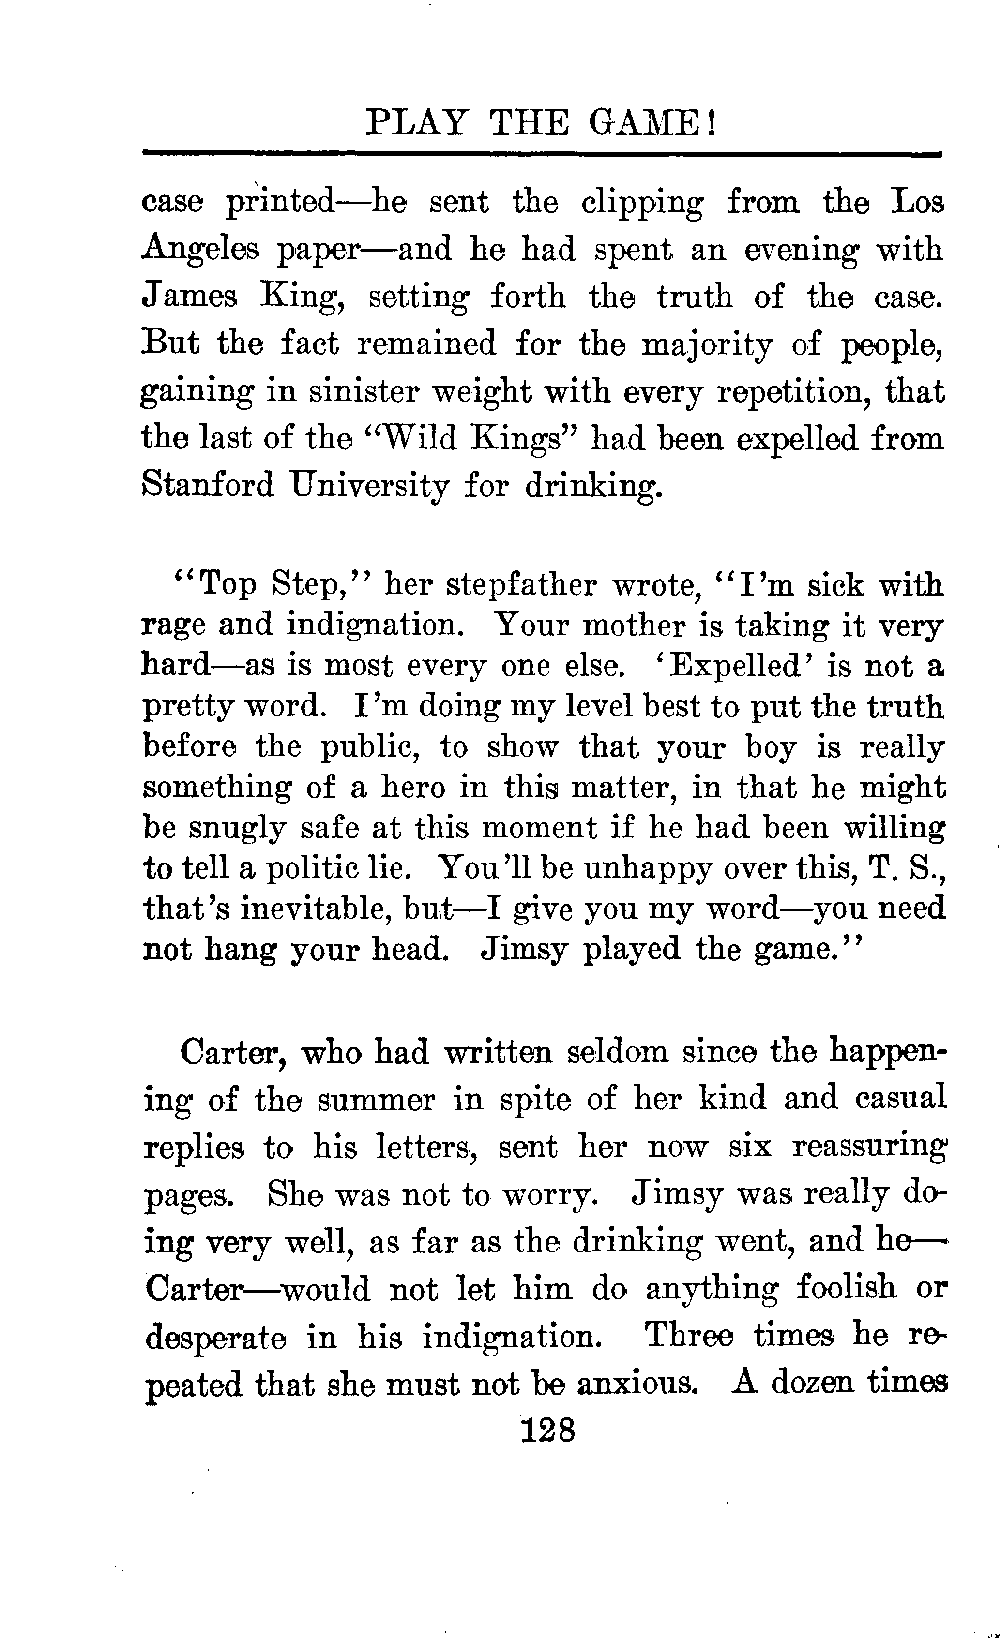 PLAY THE GAME!
case printed—he sent the clipping from the Los
Angeles paper—and he had spent an evening with
James King, setting forth the truth of the case.
But the fact remained for the majority of people,
gaining in sinister weight with every repetition, that
the last of the “Wild Kings” had been expelled from
Stanford University for drinking.
“Top Step,” her stepfather wrote, “I’m sick with
rage and indignation. Your mother is taking it very
hard—as is most every one else. ‘Expelled’ is not a
pretty word. I’m doing my level best to put the truth
before the public, to show that your boy is really
something of a hero in this matter, in that he might
be snugly safe at this moment if he had been willing
to tell a politic lie. You’ll be unhappy over this, T. S.,
that’s inevitable, but—I give you my word—you need
not hang your head. Jimsy played the game.”
Carter, who had written seldom since the happen-
ing of the summer in spite of her kind and casual
replies to his letters, sent her now six reassuring
pages. She was not to worry. Jimsy was really do-
ing very well, as far as the drinking went, and he—
Carter—would not let him do anything foolish or
desperate in his indignation. Three times he re-
peated that she must not be anxious. A dozen times
128